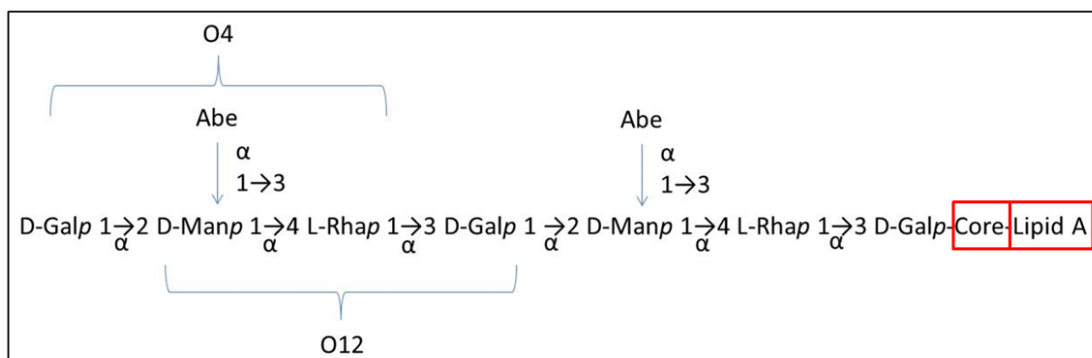 O4
Abe Abe
α α
1→3 1→3
D-Galp 1→2 D-Manp 1→4 L-Rhap 1→3 D-Galp 1 →2 D-Manp 1→4 L-Rhap 1→3 D-Galp-Core-Lipid A
α α α α α α
O12